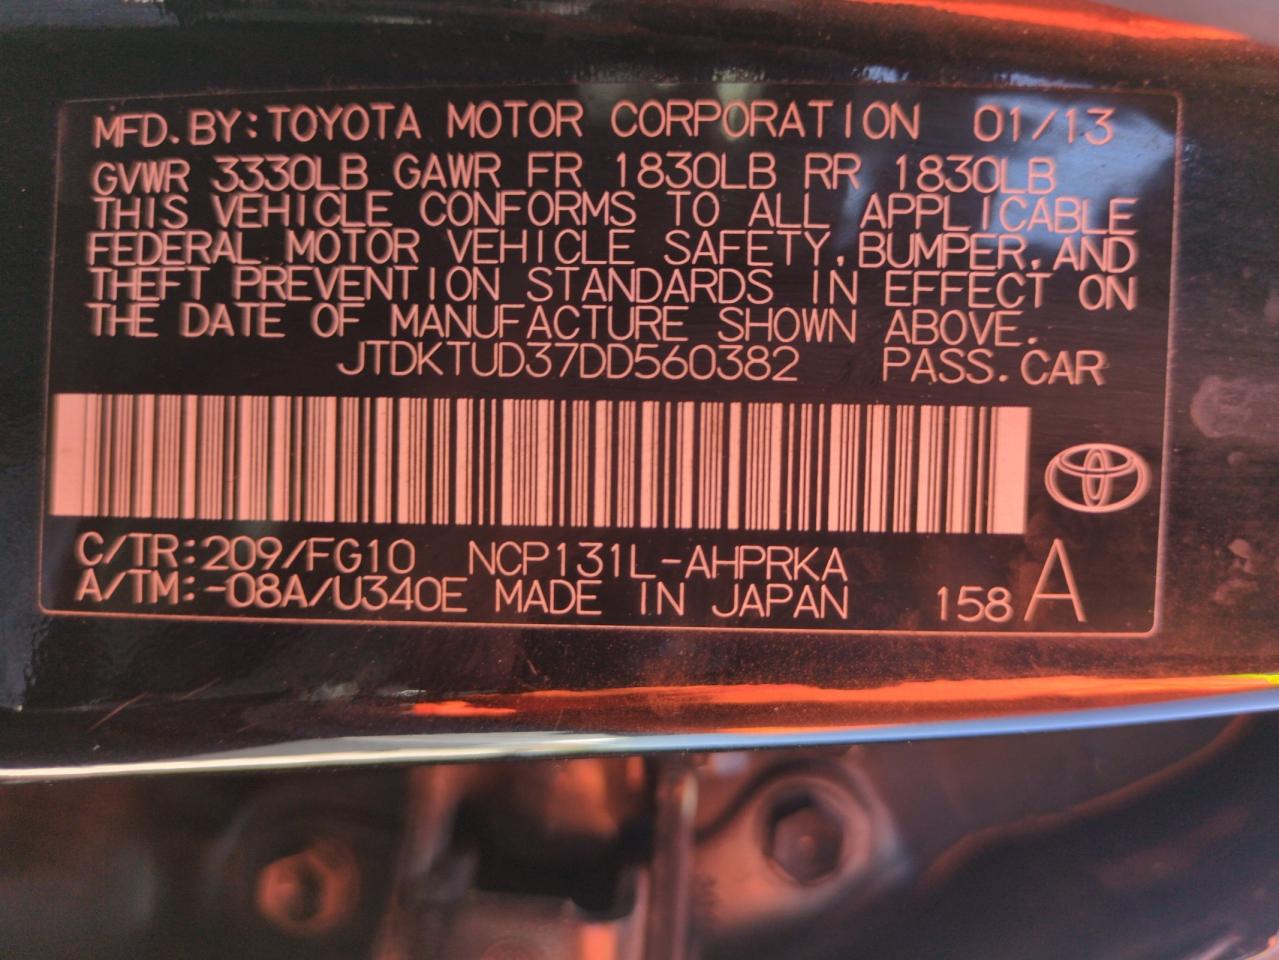 MFD.BY:TOYOTA MOTOR CORPORATION 01/13
GVWR 3330LB GAWR FR 1830LB RR 1830LB
THIS VEHICLE CONFORMS TO ALL APPLICABLE
FEDERAL MOTOR VEHICLE SAFETY,BUMPER,AND
THEFT PREVENTION STANDARDS IN EFFECT ON
THE DATE OF MANUFACTURE SHOWN ABOVE.
JTDKTUD37DD560382 PASS.CAR
C/TR:209/FG10 NCP131L-AHPRKA
A/TM:-08A/U340E MADE IN JAPAN 158 A